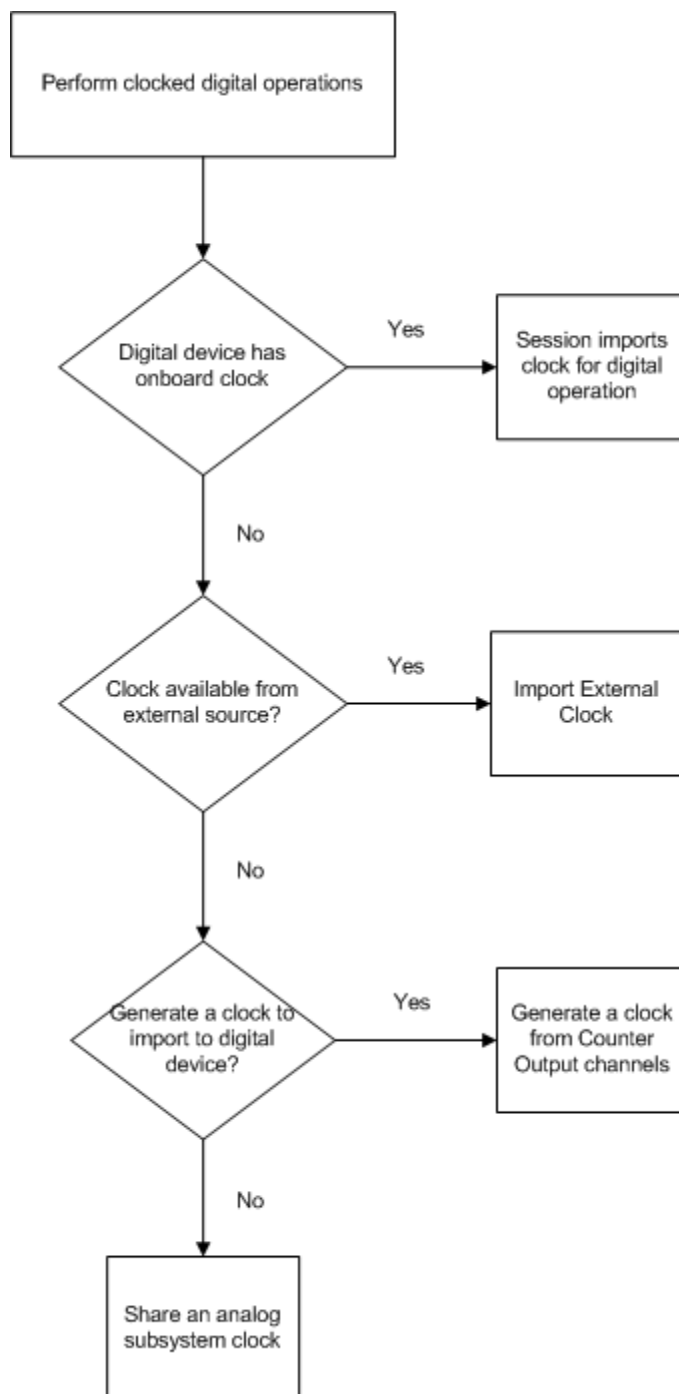 Perform clocked digital operations
Digital device has
onboard clock
Yes
Session imports
clock for digital
operation
No
Clock available from
external source?
Yes
Import External
Clock
No
Generate a clock to
import to digital
device?
Yes
Generate a clock
from Counter
Output channels
No
Share an analog
subsystem clock